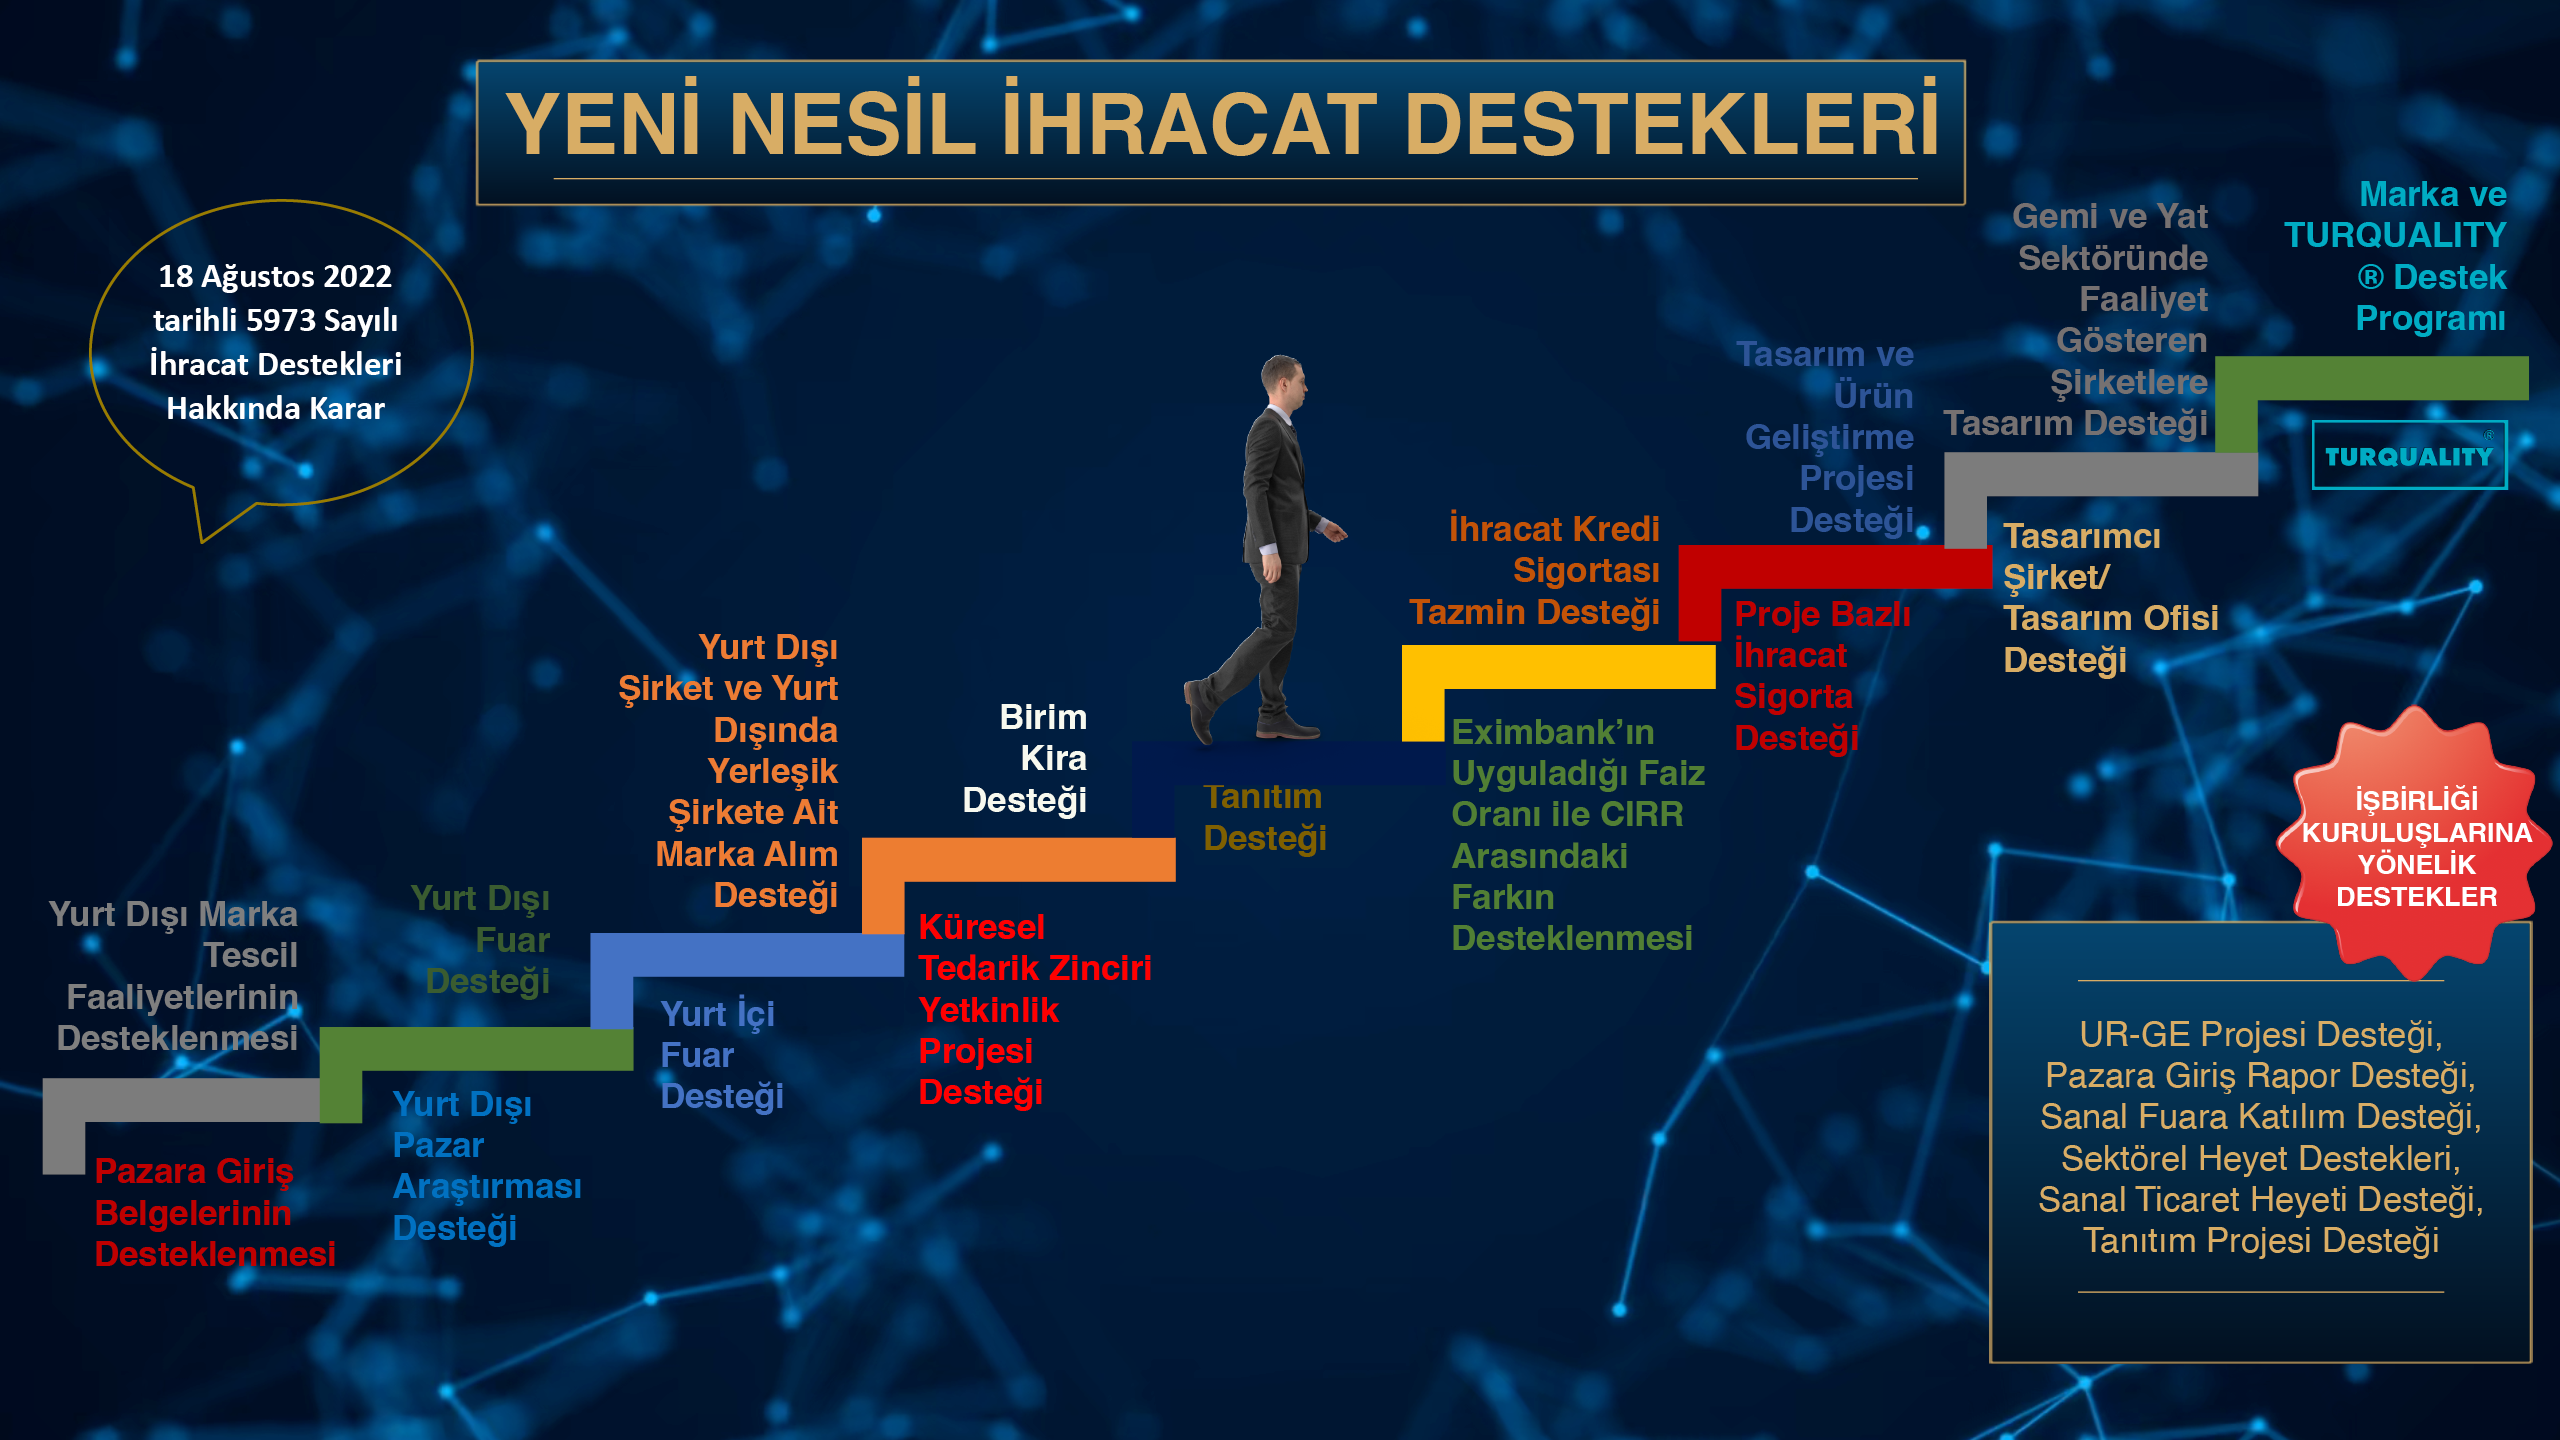 YENİ NESİL İHRACAT DESTEKLERİ
18 Ağustos 2022
tarihli 5973 Sayılı
İhracat Destekleri
Hakkında Karar
Yurt Dışı Marka
Tescil
Faaliyetlerinin
Desteklenmesi
Pazara Giriş
Belgelerinin
Desteklenmesi
Yurt Dışı
Fuar
Desteği
Yurt Dışı
Pazar
Araştırması
Desteği
Yurt Dışı
Şirket ve Yurt
Dışında
Yerleşik
Şirkete Ait
Marka Alım
Desteği
Yurt İçi
Fuar
Desteği
Birim
Kira
Desteği
Küresel
Tedarik Zinciri
Yetkinlik
Projesi
Desteği
Tanıtım
Desteği
İhracat Kredi
Sigortası
Tazmin Desteği
Eximbank’ın
Uyguladığı Faiz
Oranı ile CIRR
Arasındaki
Farkın
Desteklenmesi
Tasarım ve
Ürün
Geliştirme
Projesi
Desteği
Proje Bazlı
İhracat
Sigorta
Desteği
Gemi ve Yat
Sektöründe
Faaliyet
Gösteren
Şirketlere
Tasarım Desteği
Tasarımcı
Şirket/
Tasarım Ofisi
Desteği
Marka ve
TURQUALITY
® Destek
Programı
TURQUALITY®
İŞBİRLİĞİ
KURULUŞLARINA
YÖNELİK
DESTEKLER
UR-GE Projesi Desteği,
Pazara Giriş Rapor Desteği,
Sanal Fuara Katılım Desteği,
Sektörel Heyet Destekleri,
Sanal Ticaret Heyeti Desteği,
Tanıtım Projesi Desteği